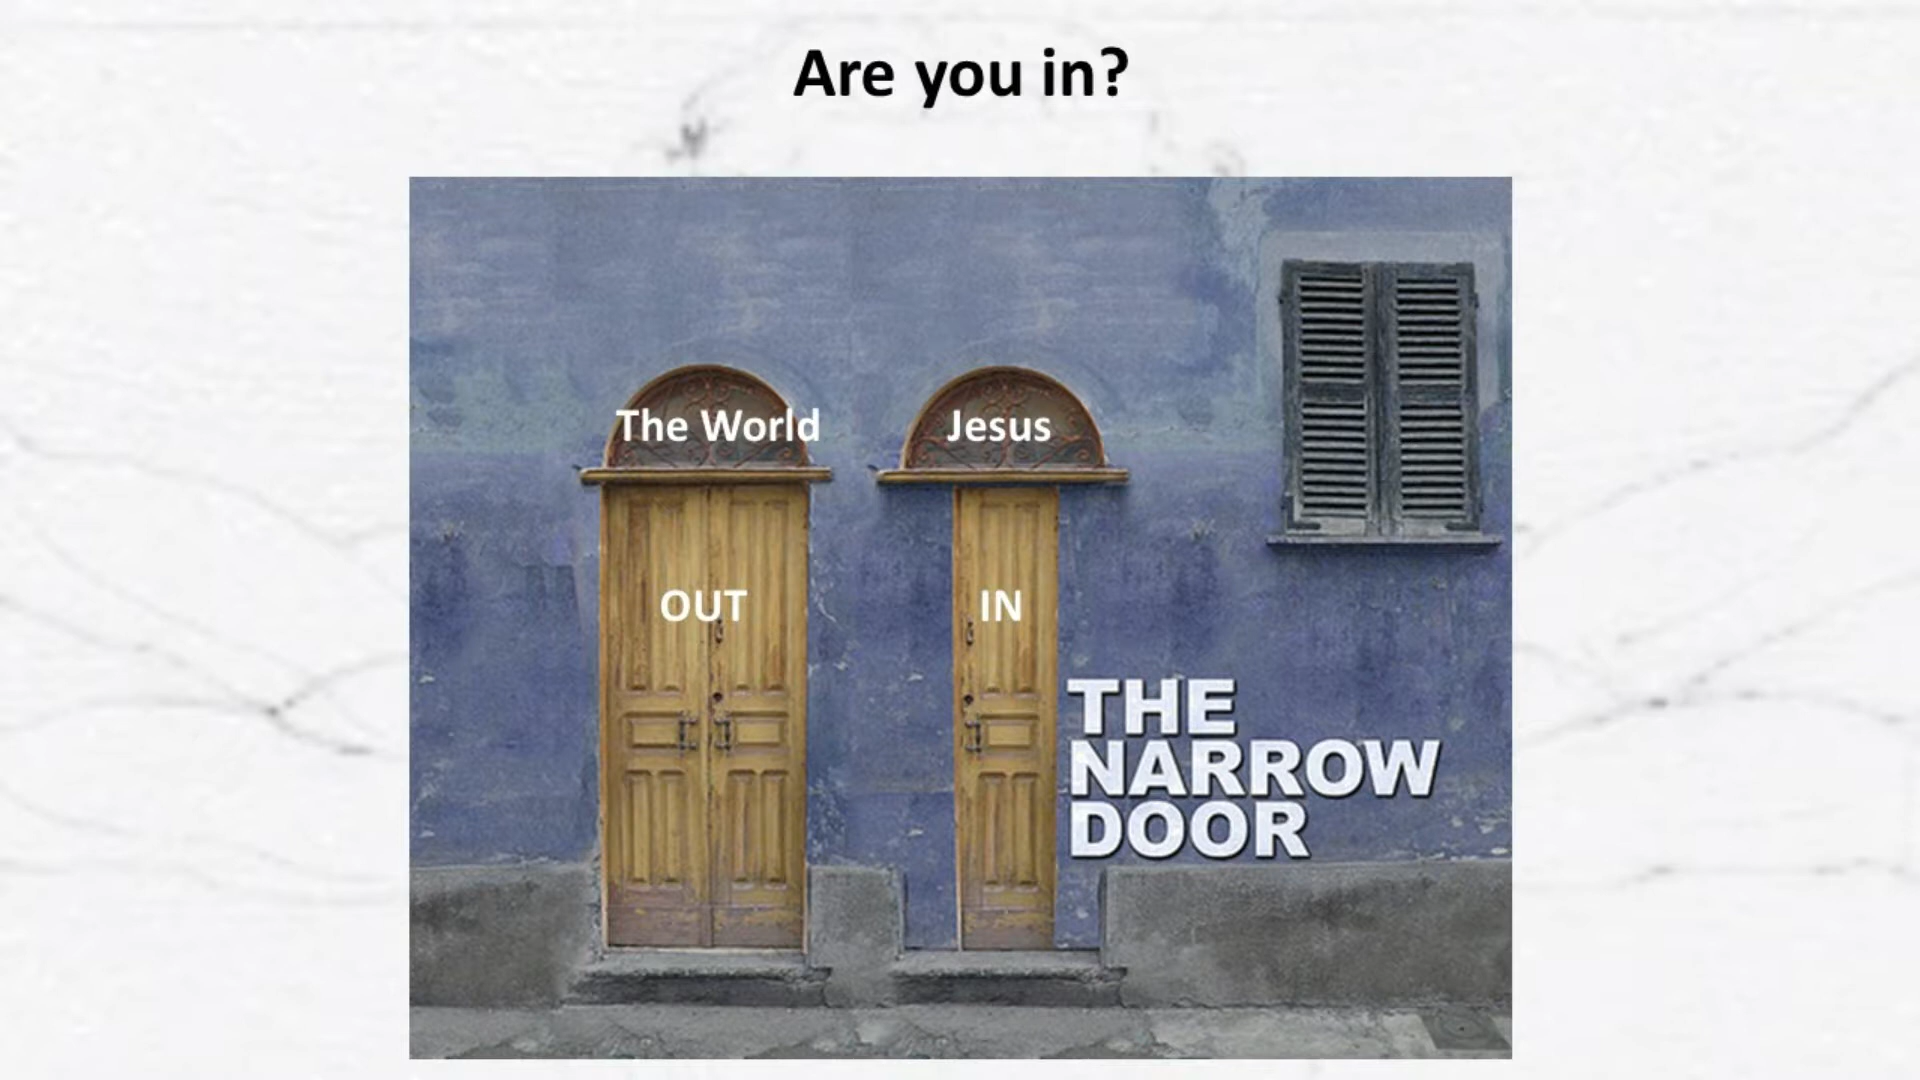 Are you in?
The World
Jesus
OUT
IN
THE
NARROW
DOOR